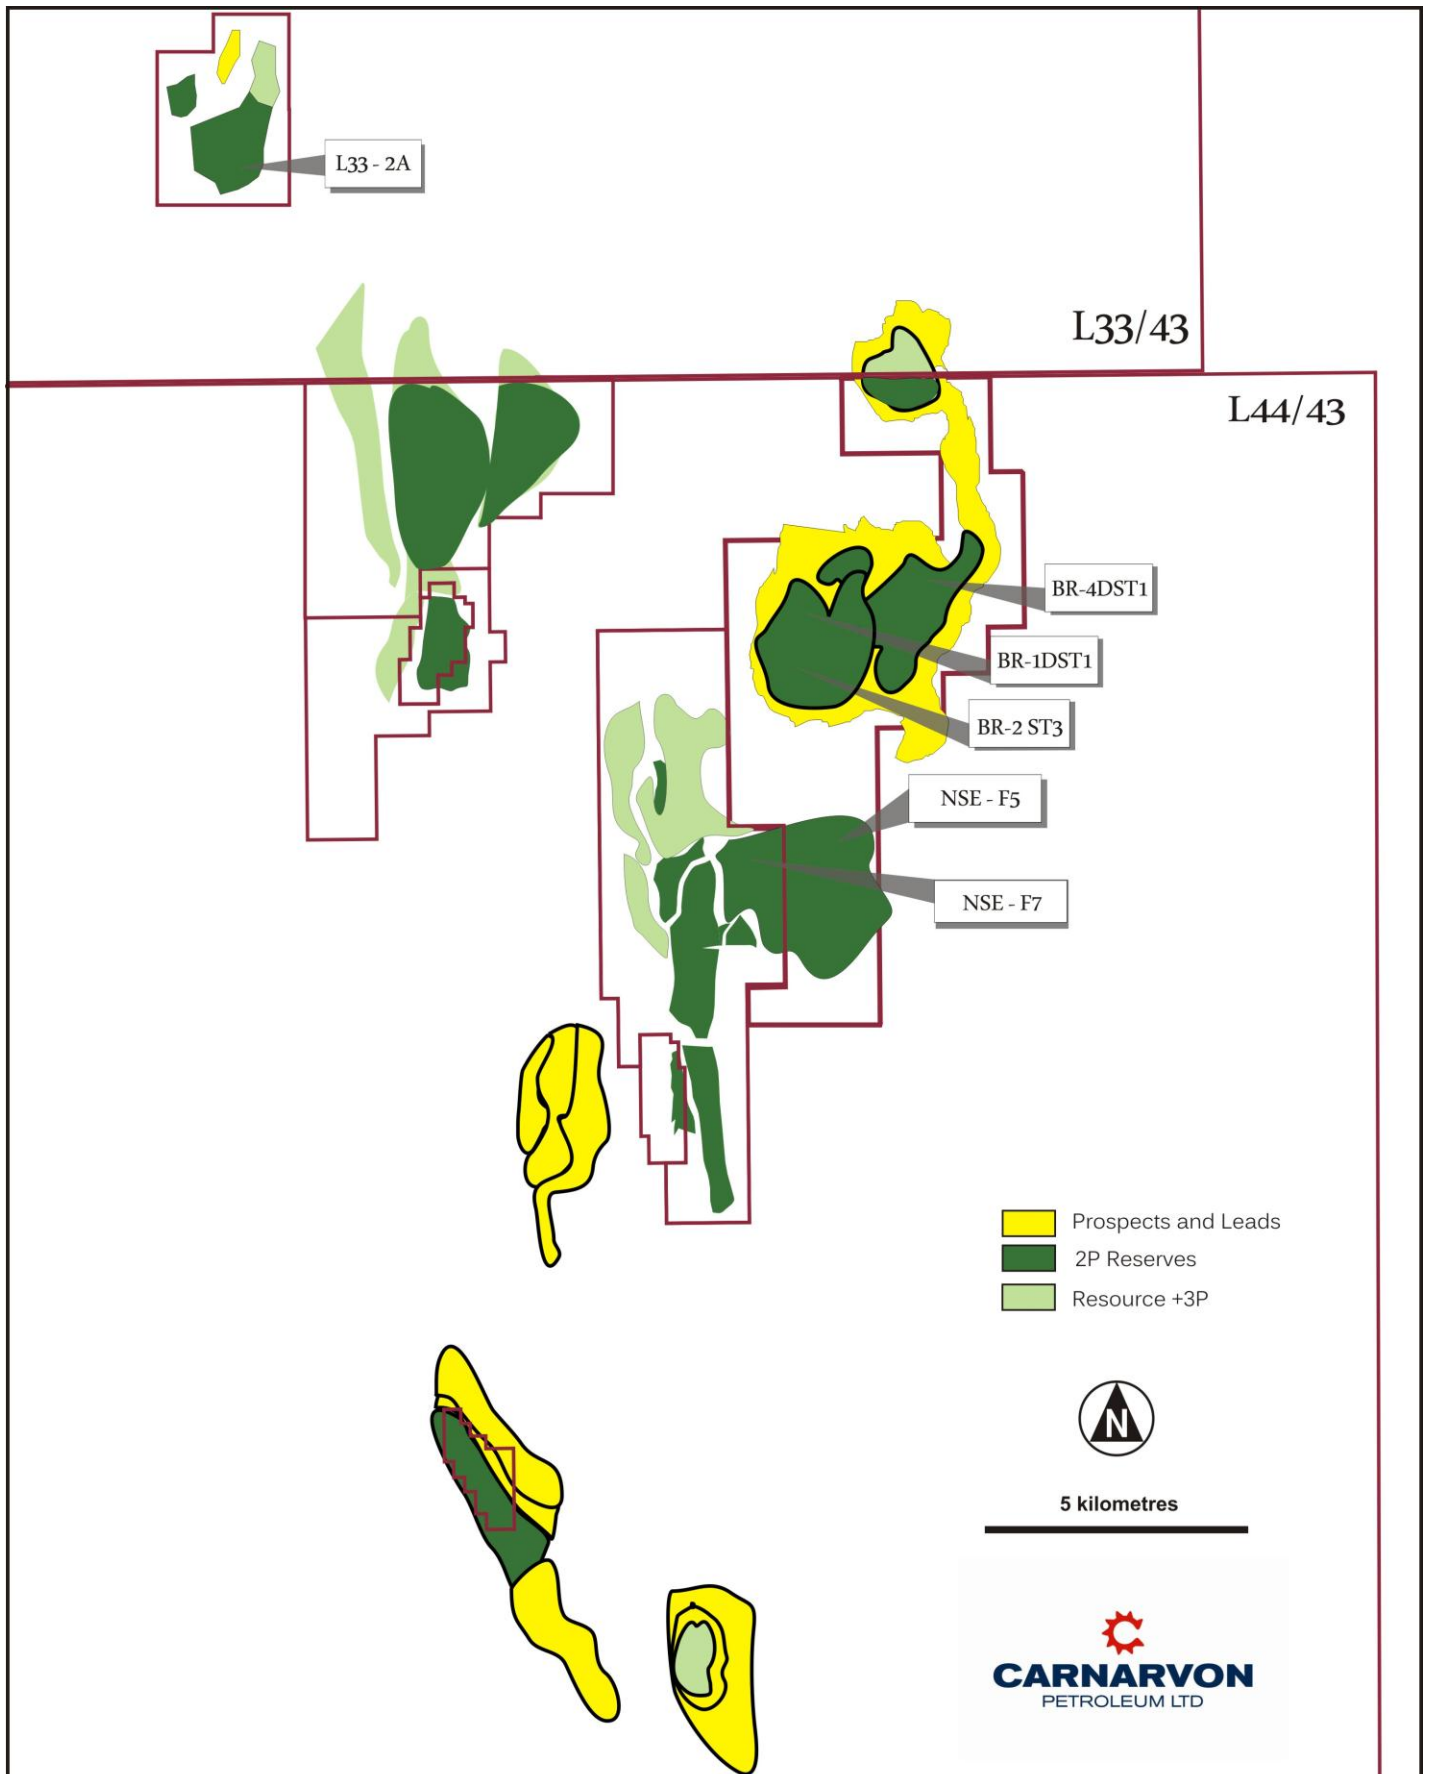 L33 - 2A
L33/43
L44/43
BR-4DST1
BR-1DST1
BR-2 ST3
NSE - F5
NSE - F7
Prospects and Leads
2P Reserves
Resource +3P
N
5 kilometres
CARNARVON
PETROLEUM LTD